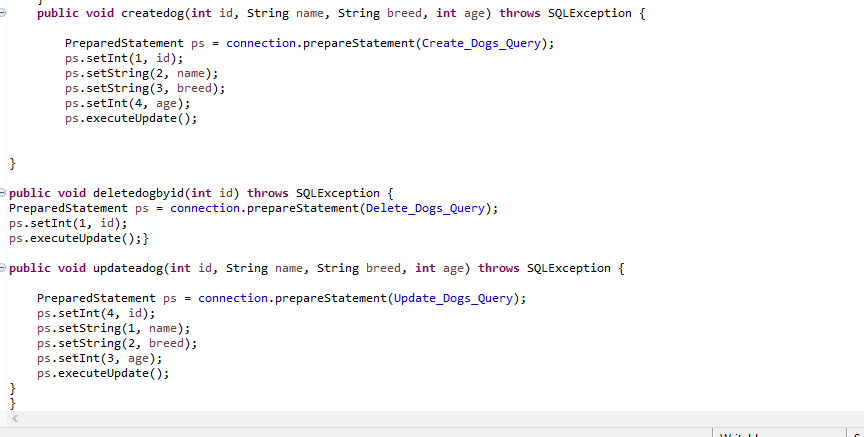 public void createdog(int id, String name, String breed, int age) throws SQLException {
PreparedStatement ps = connection.prepareStatement(Create_Dogs_Query);
ps.setInt(1, id);
ps.setString(2, name);
ps.setString(3, breed);
ps.setInt(4, age);
ps.executeUpdate();
}
public void deletedogbyid(int id) throws SQLException {
PreparedStatement ps = connection.prepareStatement(Delete_Dogs_Query);
ps.setInt(1, id);
ps.executeUpdate();}
public void updateadog(int id, String name, String breed, int age) throws SQLException {
PreparedStatement ps = connection.prepareStatement(Update_Dogs_Query);
ps.setInt(4, id);
ps.setString(1, name);
ps.setString(2, breed);
ps.setInt(3, age);
ps.executeUpdate();
}
}